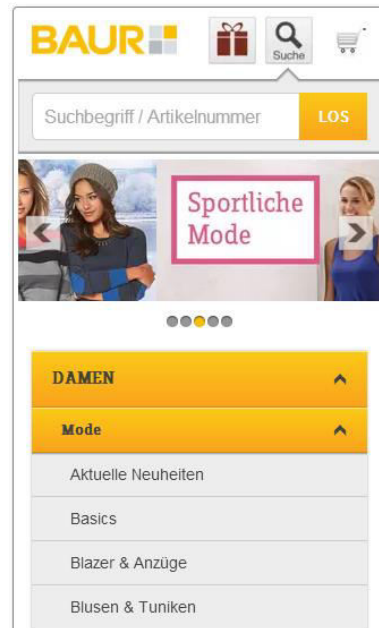 BAUR
Suche
Suchbegriff / Artikelnummer
LOS
Sportliche
Mode
DAMEN
Mode
Aktuelle Neuheiten
Basics
Blazer & Anzüge
Blusen & Tuniken